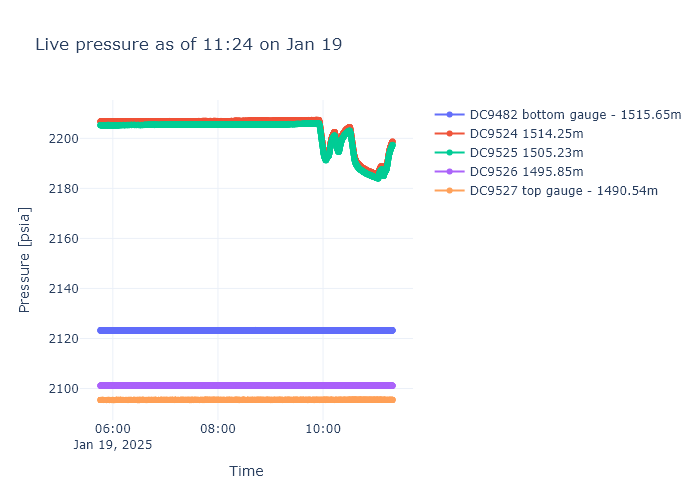 Live pressure as of 11:24 on Jan 19
DC9482 bottom gauge - 1515.65m
DC9524 1514.25m
DC9525 1505.23m
DC9526 1495.85m
DC9527 top gauge - 1490.54m
Pressure [psia]
2200
2180
2160
2140
2120
2100
06:00
08:00
10:00
Jan 19, 2025
Time